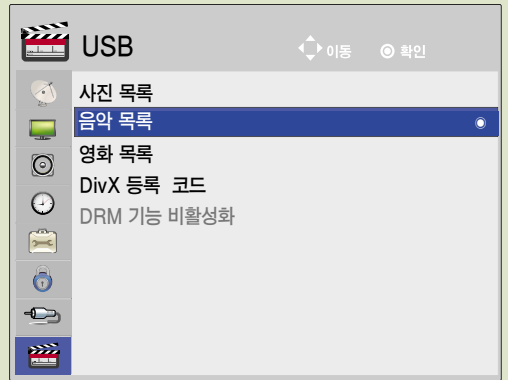 USB
이동 확인
사진 목록
음악 목록
영화 목록
DivX 등록 코드
DRM 기능 비활성화